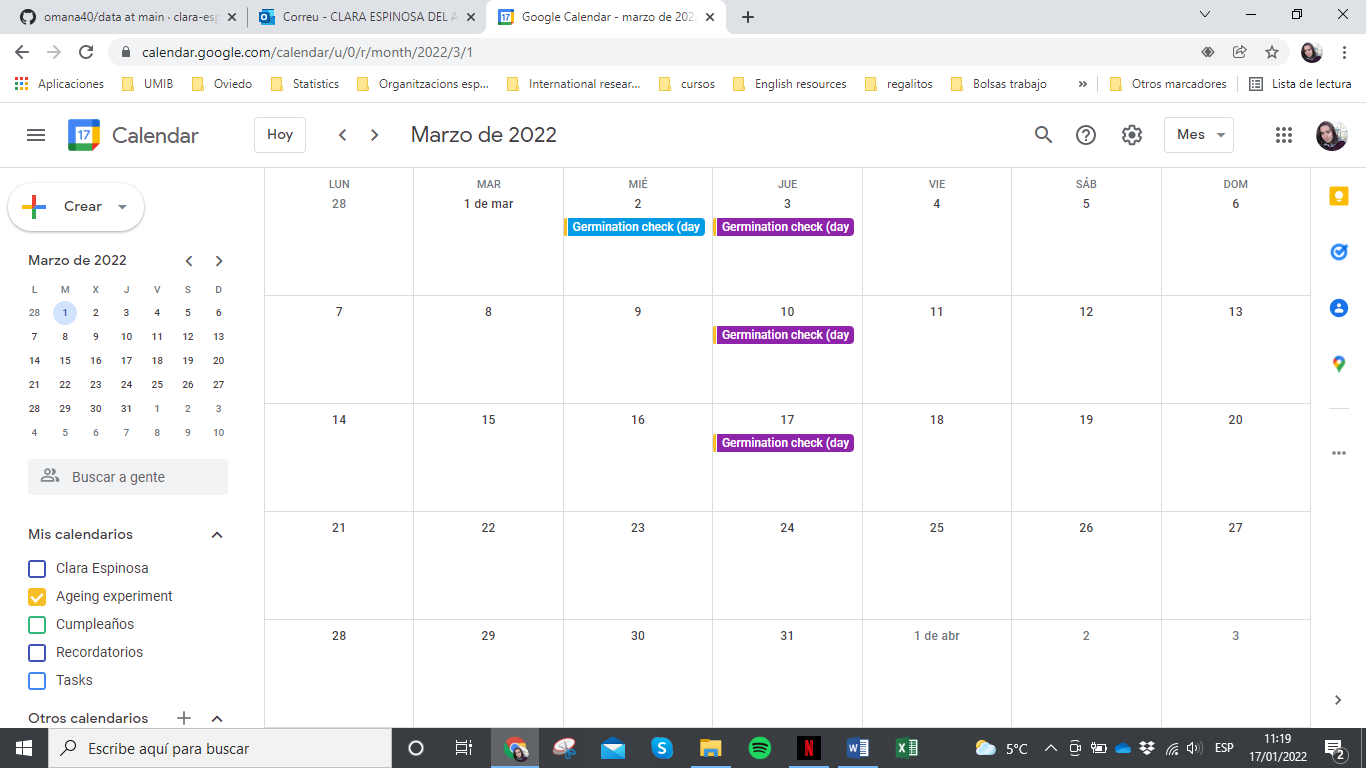 omana40/data at main · clara-esp
Correu - CLARA ESPINOSA DEL A
Google Calendar - marzo de 202
calendar.google.com/calendar/u/0/r/month/2022/3/1
Aplicaciones UMIB Oviedo Statistics Organitzacions esp... International resear... cursos English resources regalitos Bolsas trabajo » Otros marcadores Lista de lectura
17 Calendar Hoy Marzo de 2022 Mes
Crear
Marzo de 2022
L M X J V S D
28 1 2 3 4 5 6
7 8 9 10 11 12 13
14 15 16 17 18 19 20
21 22 23 24 25 26 27
28 29 30 31 1 2 3
4 5 6 7 8 9 10
Buscar a gente
Mis calendarios
Clara Espinosa
Ageing experiment
Cumpleaños
Recordatorios
Tasks
Otros calendarios
LUN MAR MIÉ JUE VIE SÁB DOM
28 1 de mar 2 3 4 5 6
Germination check (day Germination check (day
7 8 9 10 11 12 13
Germination check (day
14 15 16 17 18 19 20
Germination check (day
21 22 23 24 25 26 27
28 29 30 31 1 de abr 2 3
Escribe aquí para buscar
5°C ESP
11:19
17/01/2022
2